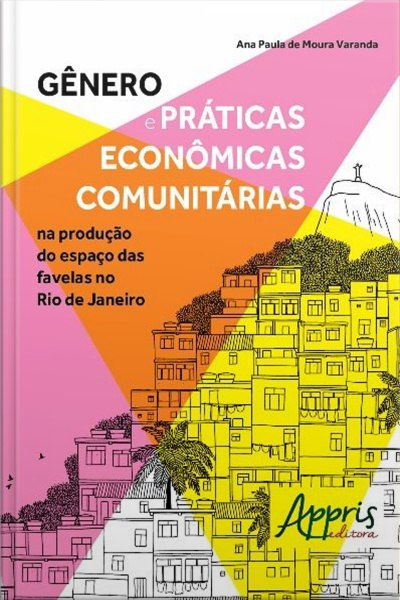 Ana Paula de Moura Varanda
GÊNERO
e PRÁTICAS
ECONÔMICAS
COMUNITÁRIAS
na produção
do espaço das
favelas no
Rio de Janeiro
Appris
editora